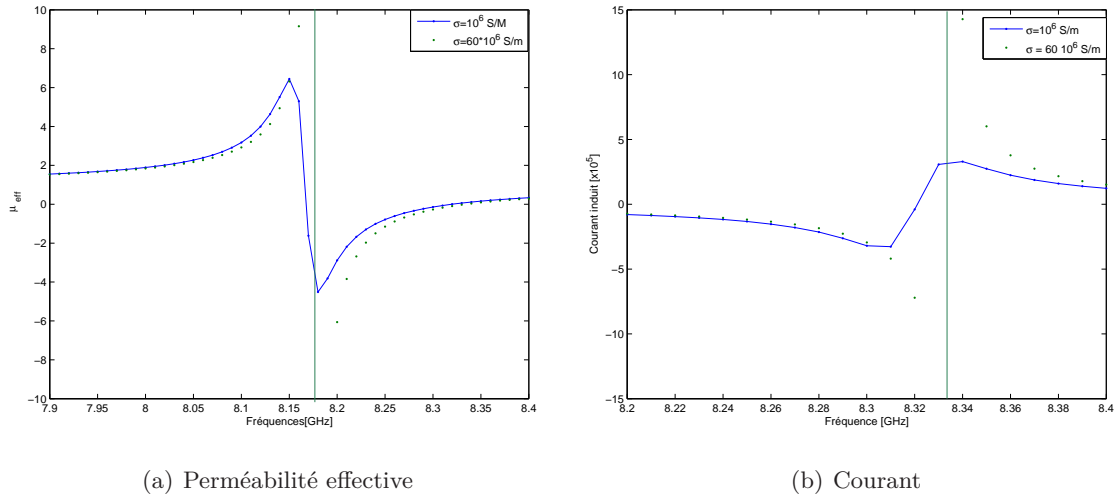 10
8
6
4
2
0
−2
−4
−6
−8
−10
μ eff
7.9 7.95 8 8.05 8.1 8.15 8.2 8.25 8.3 8.35 8.4
Fréquences[GHz]
σ=10^6 S/M
σ=60*10^6 S/m
(a) Perméabilité effective
15
10
5
0
−5
−10
−15
Courant induit [x10^5]
8.2 8.22 8.24 8.26 8.28 8.3 8.32 8.34 8.36 8.38 8.4
Fréquence [GHz]
σ=10^6 S/m
σ = 60 10^6 S/m
(b) Courant